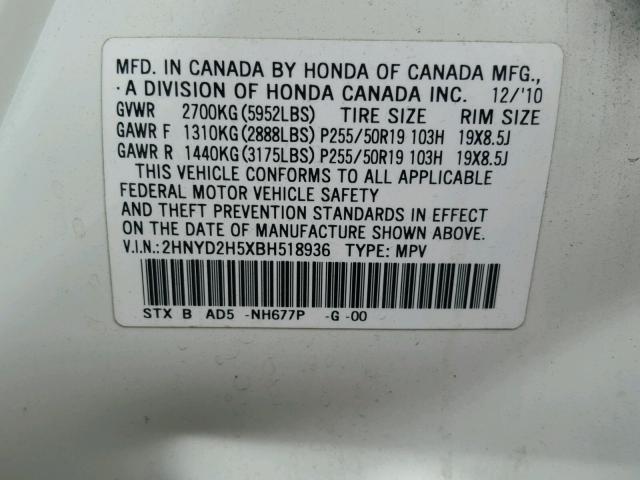 MFD. IN CANADA BY HONDA OF CANADA MFG.,
A DIVISION OF HONDA CANADA INC. 12/'10
GVWR 2700KG(5952LBS) TIRE SIZE RIM SIZE
GAWR F 1310KG(2888LBS) P255/50R19 103H 19X8.5J
GAWR R 1440KG(3175LBS) P255/50R19 103H 19X8.5J
THIS VEHICLE CONFORMS TO ALL APPLICABLE
FEDERAL MOTOR VEHICLE SAFETY
AND THEFT PREVENTION STANDARDS IN EFFECT
ON THE DATE OF MANUFACTURE SHOWN ABOVE.
V.I.N.:2HNYD2H5XBH518936 TYPE: MPV
STX B AD5 -NH677P -G -00